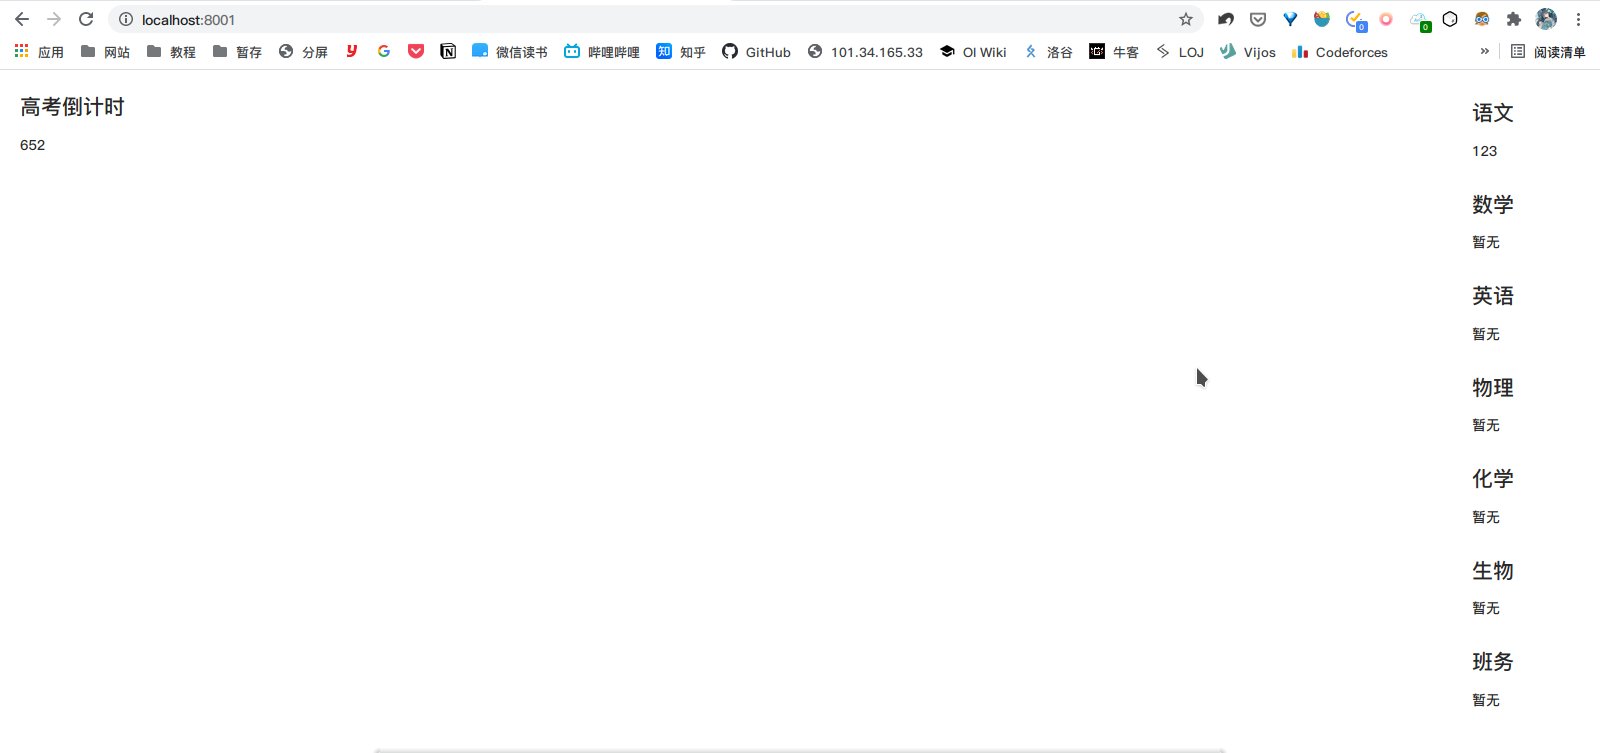 localhost:8001
应用 网站 教程 暂存 分屏 微信读书 哔哩哔哩 知 知乎 GitHub 101.34.165.33 OI Wiki 洛谷 牛客 LOJ Vijos Codeforces » 阅读清单
高考倒计时
652
语文
123
数学
暂无
英语
暂无
物理
暂无
化学
暂无
生物
暂无
班务
暂无